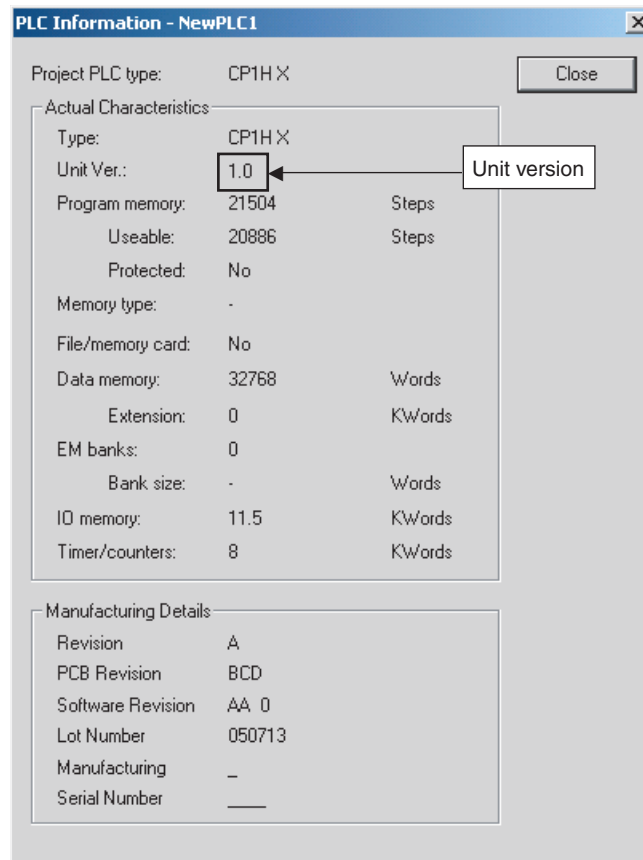 PLC Information - NewPLC1
Project PLC type: CP1H X Close
Actual Characteristics
Type: CP1H X
Unit Ver.: 1.0 Unit version
Program memory: 21504 Steps
Useable: 20886 Steps
Protected: No
Memory type: -
File/memory card: No
Data memory: 32768 Words
Extension: 0 KWords
EM banks: 0
Bank size: - Words
IO memory: 11.5 KWords
Timer/counters: 8 KWords
Manufacturing Details
Revision A
PCB Revision BCD
Software Revision AA 0
Lot Number 050713
Manufacturing _
Serial Number ____